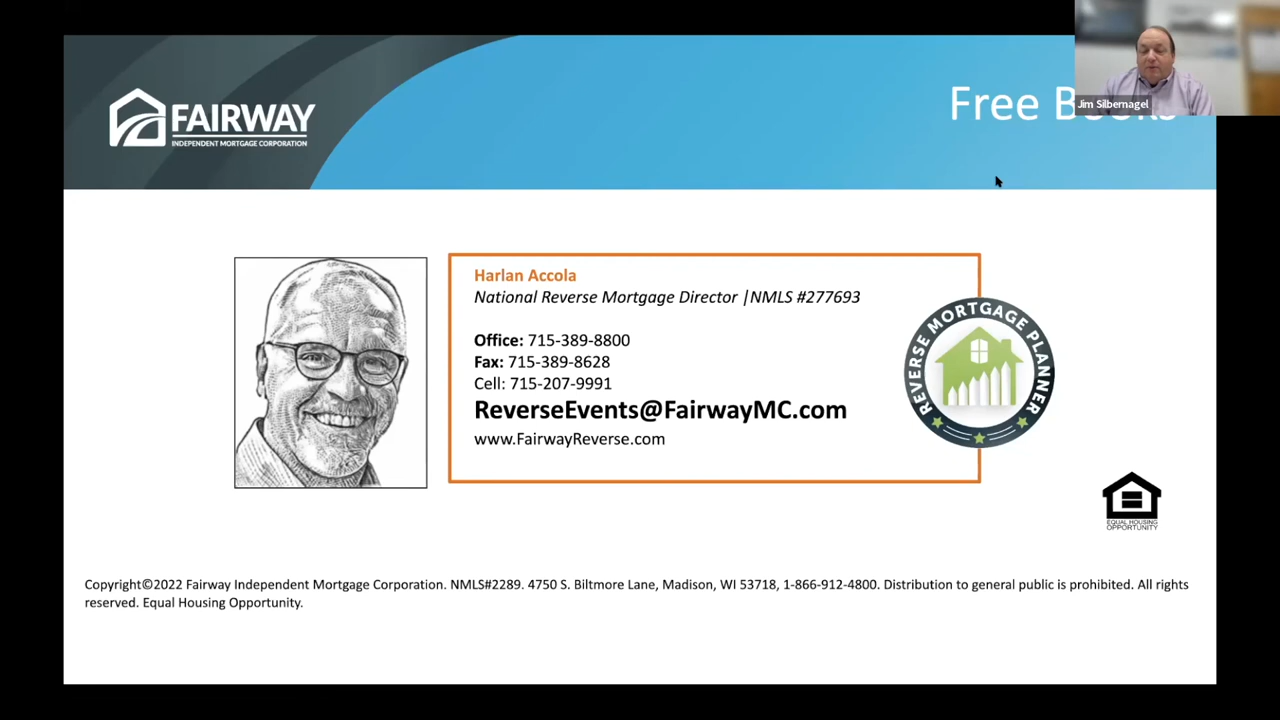 Free B
Jim Silbernagel
FAIRWAY
INDEPENDENT MORTGAGE CORPORATION
Harlan Accola
National Reverse Mortgage Director |NMLS #277693
Office: 715-389-8800
Fax: 715-389-8628
Cell: 715-207-9991
ReverseEvents@FairwayMC.com
www.FairwayReverse.com
REVERSE MORTGAGE PLANNER
EQUAL HOUSING
OPPORTUNITY
Copyright©2022 Fairway Independent Mortgage Corporation. NMLS#2289. 4750 S. Biltmore Lane, Madison, WI 53718, 1-866-912-4800. Distribution to general public is prohibited. All rights
reserved. Equal Housing Opportunity.